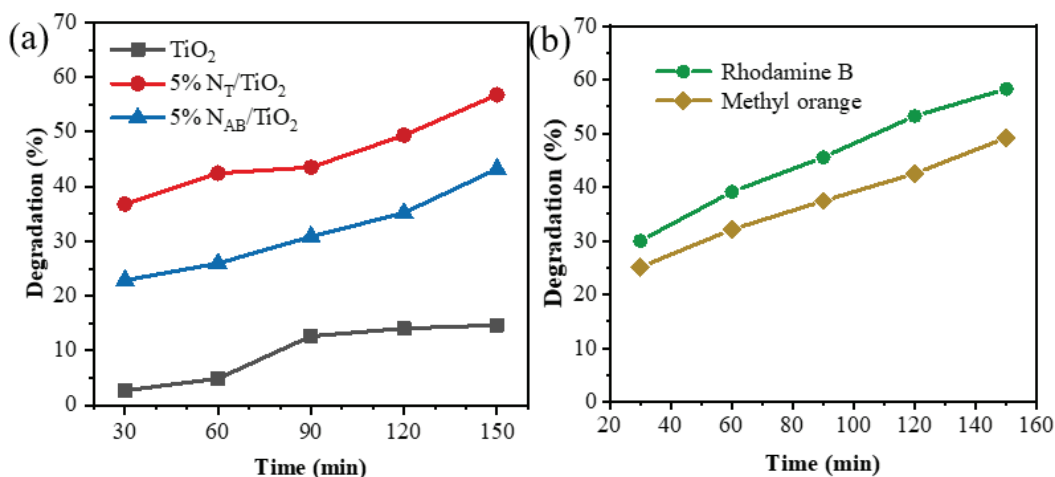 (a)
TiO₂
5% N_T/TiO₂
5% N_AB/TiO₂
Degradation (%)
70
60
50
40
30
20
10
0
30 60 90 120 150
Time (min)
(b)
Rhodamine B
Methyl orange
Degradation (%)
70
60
50
40
30
20
10
0
20 40 60 80 100 120 140 160
Time (min)